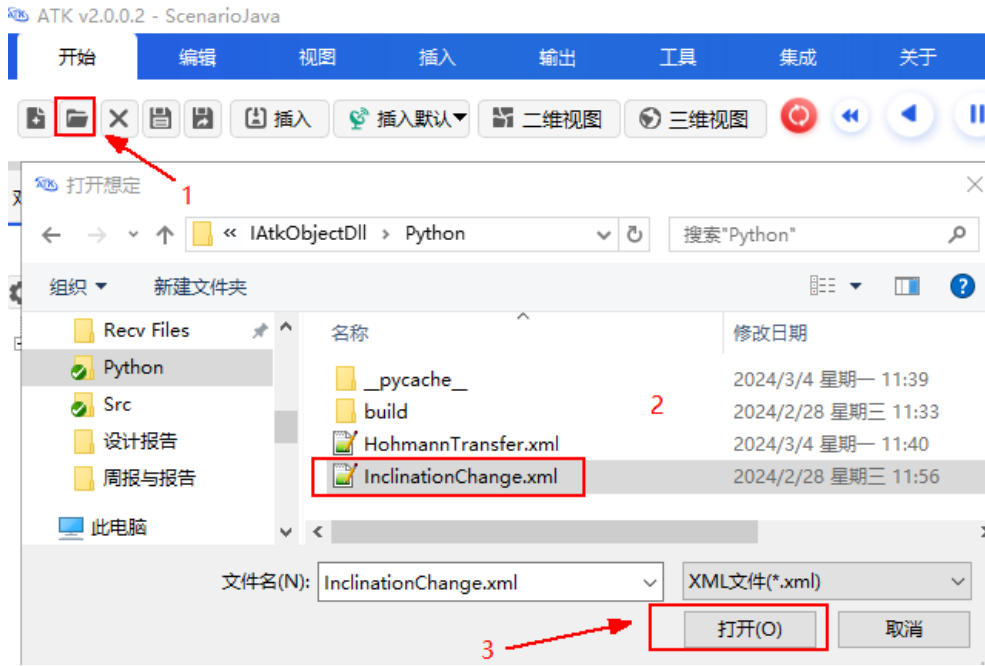 ATK v2.0.0.2 - ScenarioJava
开始 编辑 视图 插入 输出 工具 集成 关于
插入 插入默认 二维视图 三维视图
1
ATK 打开想定
« IAtkObjectDll › Python 搜索"Python"
组织 新建文件夹 ?
Recv Files
Python
Src
设计报告
周报与报告
此电脑
名称 修改日期
__pycache__ 2024/3/4 星期一 11:39
build 2024/2/28 星期三 11:33
2
HohmannTransfer.xml 2024/3/4 星期一 11:40
InclinationChange.xml 2024/2/28 星期三 11:56
文件名(N): InclinationChange.xml XML文件(*.xml)
3
打开(O) 取消